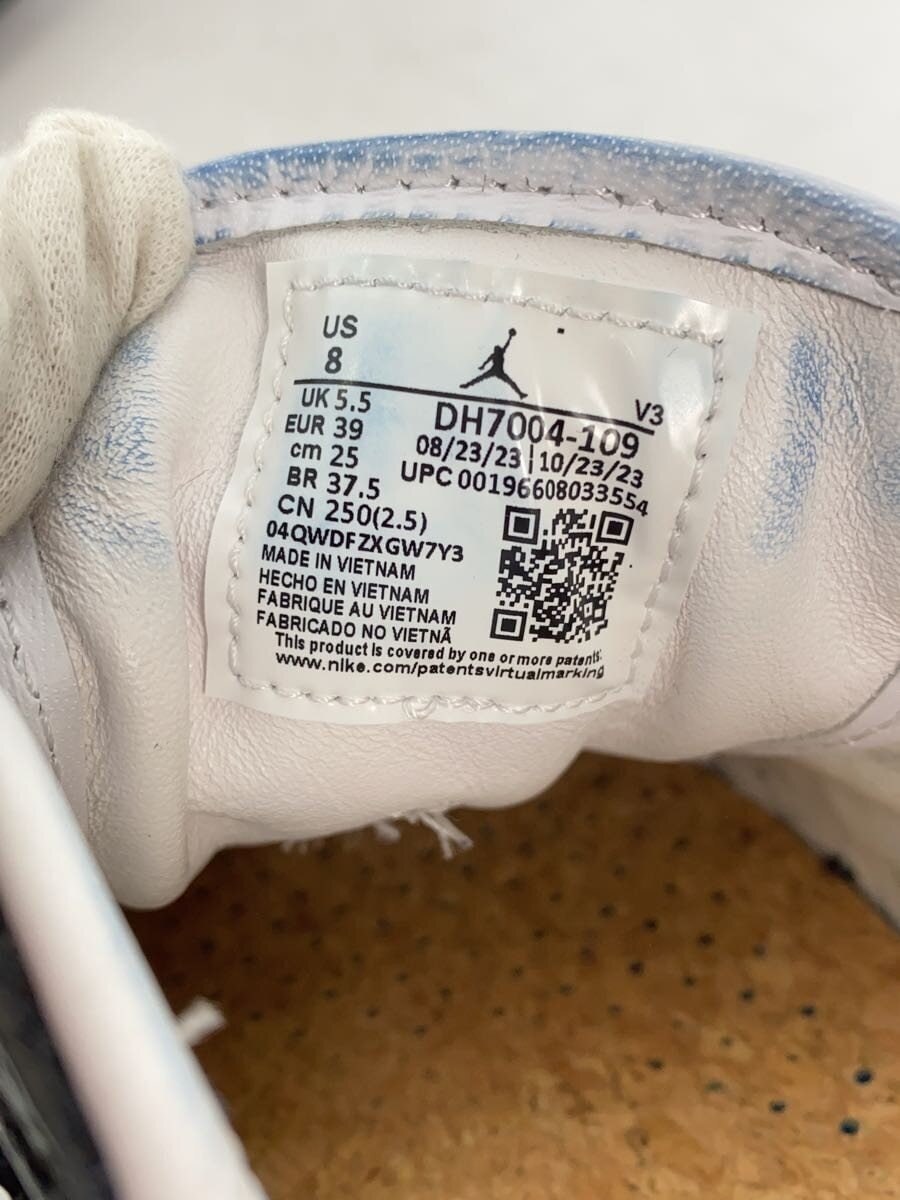 US
8
V3
UK 5.5
EUR 39
cm 25
BR 37.5
CN 250(2.5)
DH7004-109
08/23/23 | 10/23/23
UPC 00196608033554
04QWDFZXGW7Y3
MADE IN VIETNAM
HECHO EN VIETNAM
FABRIQUE AU VIETNAM
FABRICADO NO VIETNÃ
This product is covered by one or more patents.
www.nike.com/patentsvirtualmarking